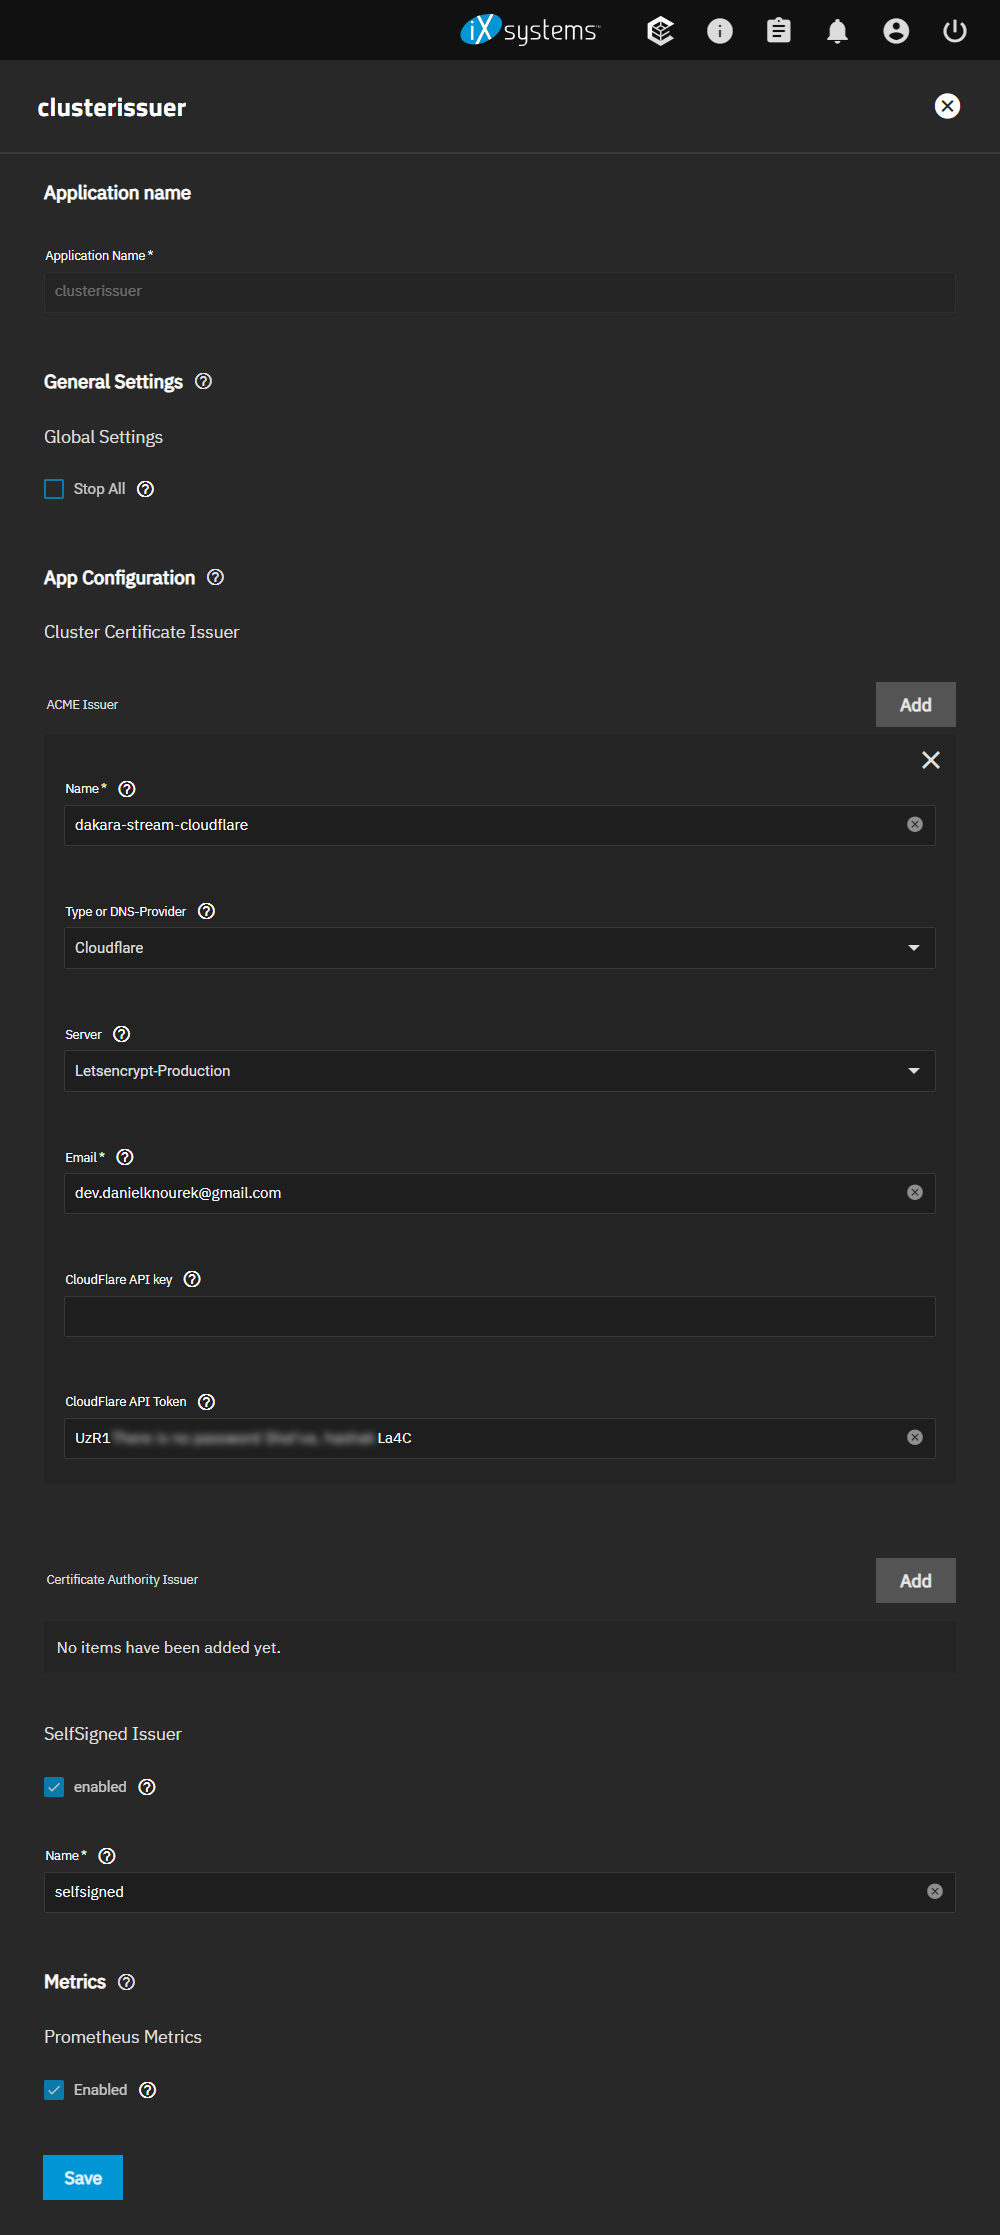 iXsystems™
clusterissuer
Application name
Application Name*
clusterissuer
General Settings
Global Settings
Stop All
App Configuration
Cluster Certificate Issuer
ACME Issuer
Add
Name*
dakara-stream-cloudflare
Type or DNS-Provider
Cloudflare
Server
Letsencrypt-Production
Email*
dev.danielknourek@gmail.com
CloudFlare API key
CloudFlare API Token
UzR1 La4C
Certificate Authority Issuer
Add
No items have been added yet.
SelfSigned Issuer
enabled
Name*
selfsigned
Metrics
Prometheus Metrics
Enabled
Save